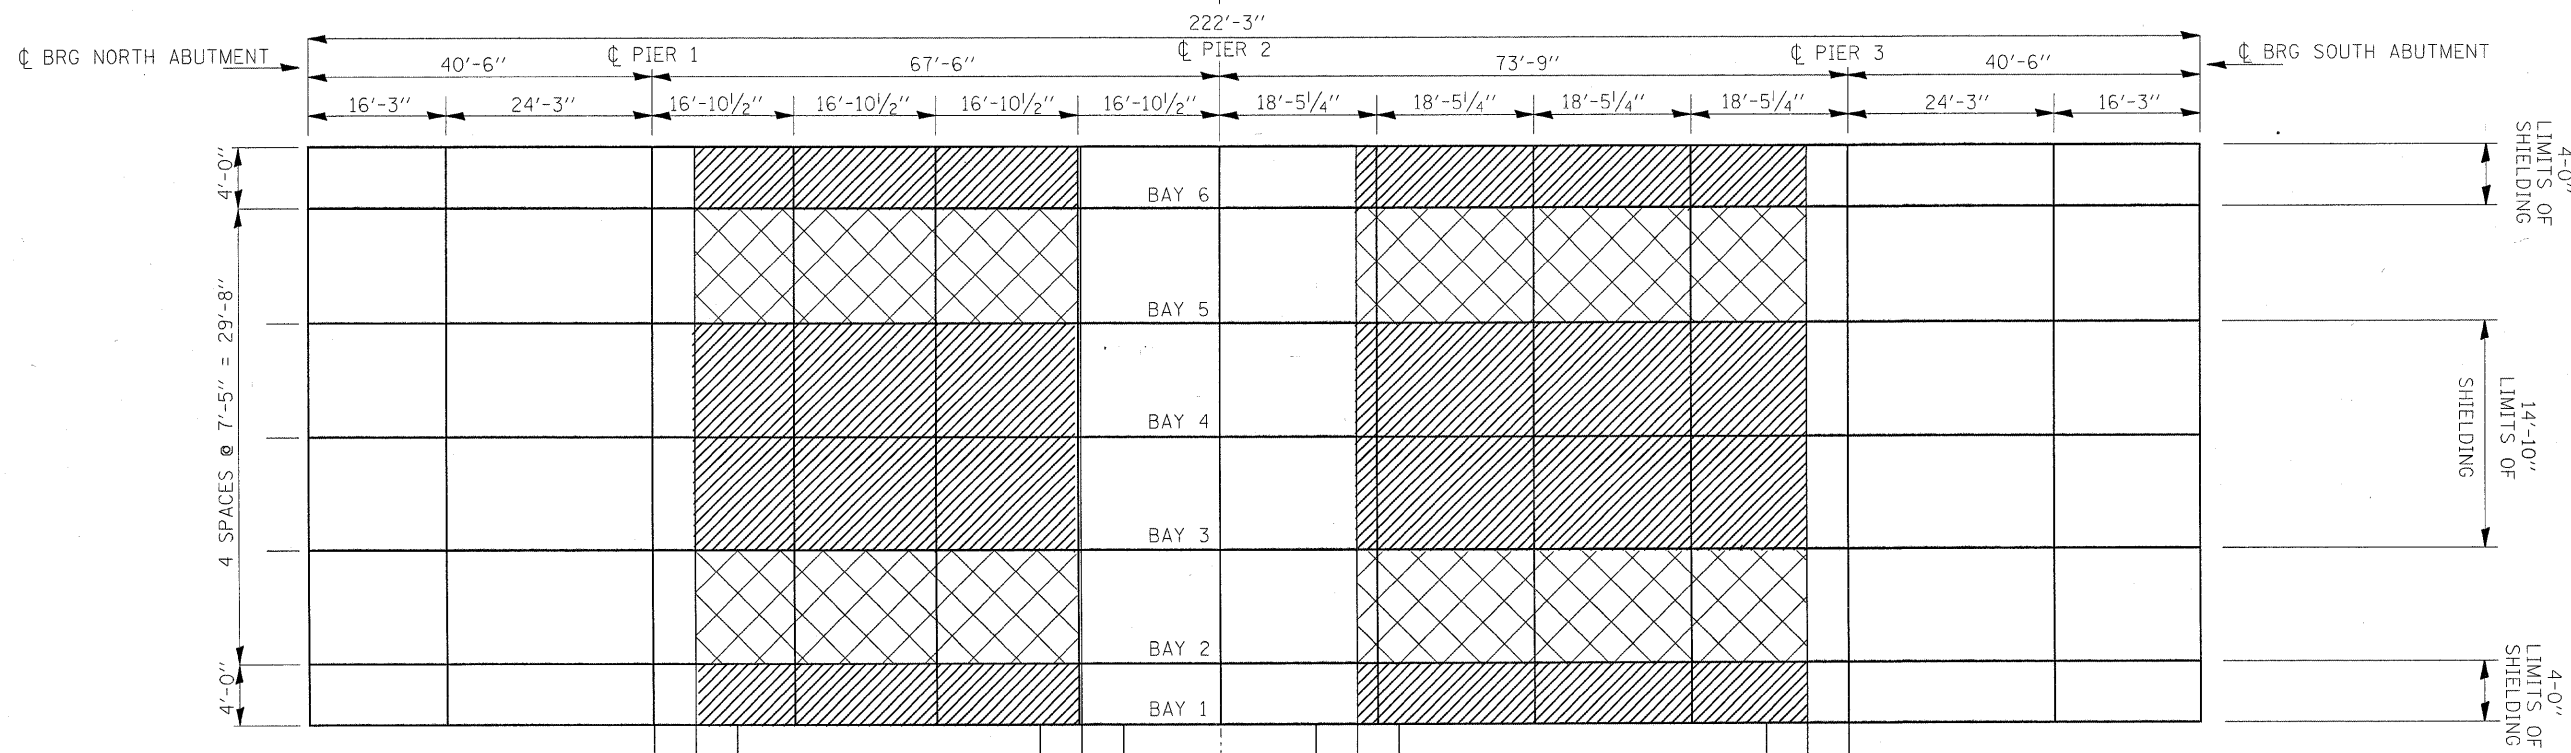 222'-3"
℄ BRG NORTH ABUTMENT
℄ PIER 1
℄ PIER 2
℄ PIER 3
℄ BRG SOUTH ABUTMENT
40'-6"
67'-6"
73'-9"
40'-6"
16'-3"
24'-3"
16'-10½"
16'-10½"
16'-10½"
16'-10½"
18'-5¼"
18'-5¼"
18'-5¼"
18'-5¼"
24'-3"
16'-3"
4'-0"
4 SPACES @ 7'-5" = 29'-8"
4'-0"
BAY 6
BAY 5
BAY 4
BAY 3
BAY 2
BAY 1
4'-0"
LIMITS OF
SHIELDING
14'-10"
LIMITS OF
SHIELDING
4'-0"
LIMITS OF
SHIELDING